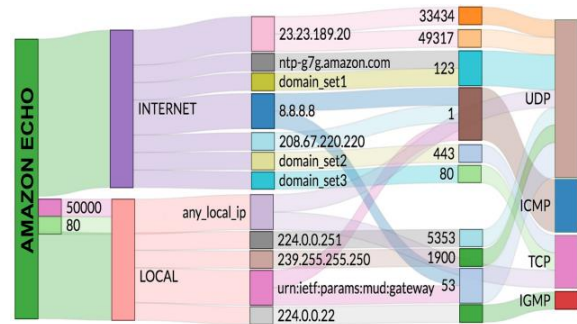 AMAZON ECHO
50000
80
INTERNET
LOCAL
23.23.189.20
ntp-g7g.amazon.com
domain_set1
8.8.8.8
208.67.220.220
domain_set2
domain_set3
any_local_ip
224.0.0.251
239.255.255.250
urn:ietf:params:mud:gateway
224.0.0.22
33434
49317
123
1
443
80
5353
1900
53
UDP
ICMP
TCP
IGMP